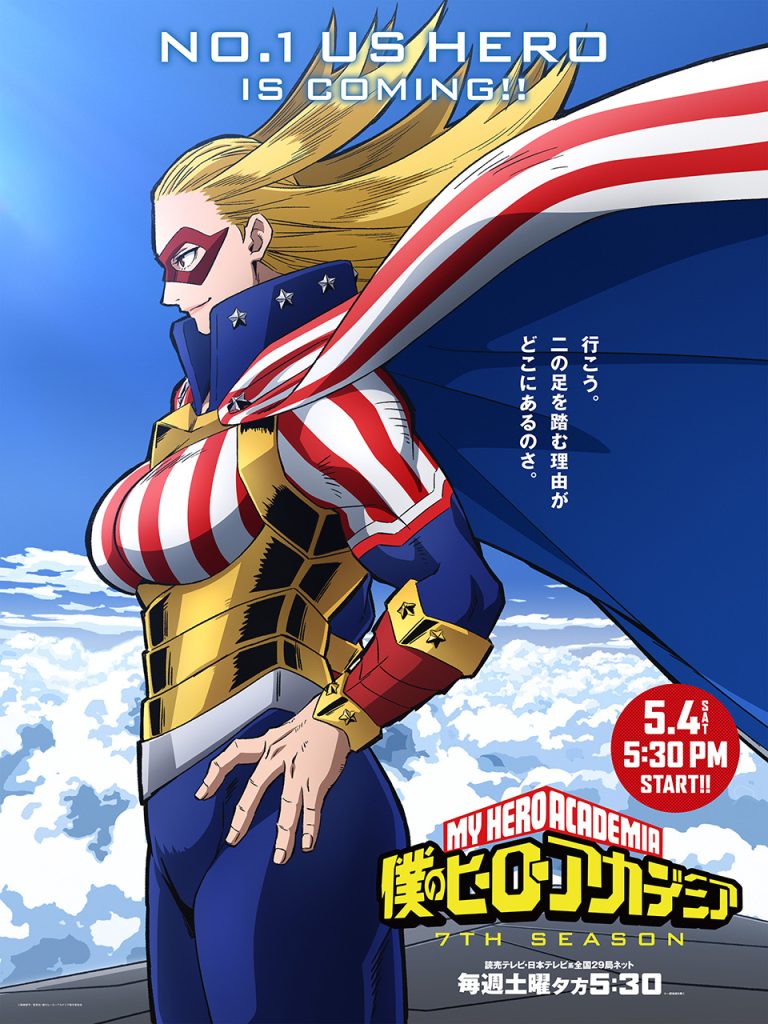 NO.1 US HERO
IS COMING!!
行こう。
二の足を踏む理由が
どこにあるのさ。
5.4 SAT
5:30 PM
START!!
MY HERO ACADEMIA
僕のヒーローアカデミア
7TH SEASON
読売テレビ・日本テレビ系全国29局ネット
毎週土曜夕方5:30